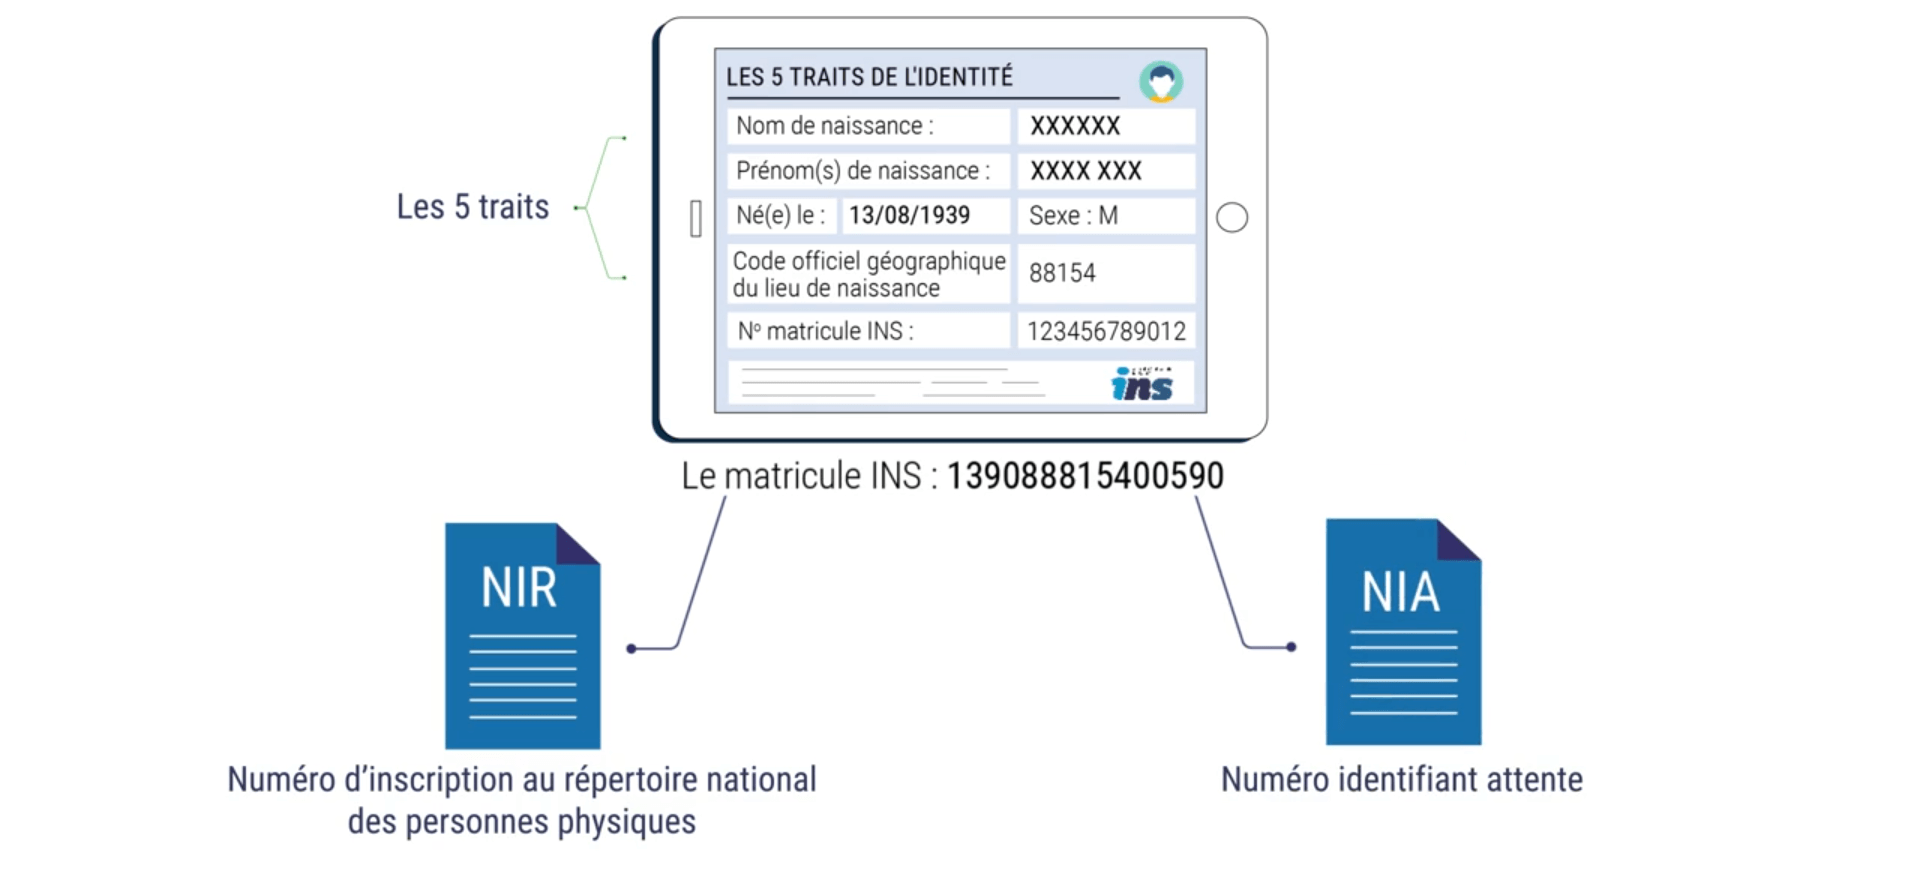 LES 5 TRAITS DE L'IDENTITÉ
Nom de naissance : XXXXXX
Prénom(s) de naissance : XXXX XXX
Né(e) le : 13/08/1939 Sexe : M
Code officiel géographique
du lieu de naissance 88154
Nº matricule INS : 123456789012
ins
Les 5 traits
Le matricule INS : 139088815400590
NIR
Numéro d’inscription au répertoire national
des personnes physiques
NIA
Numéro identifiant attente